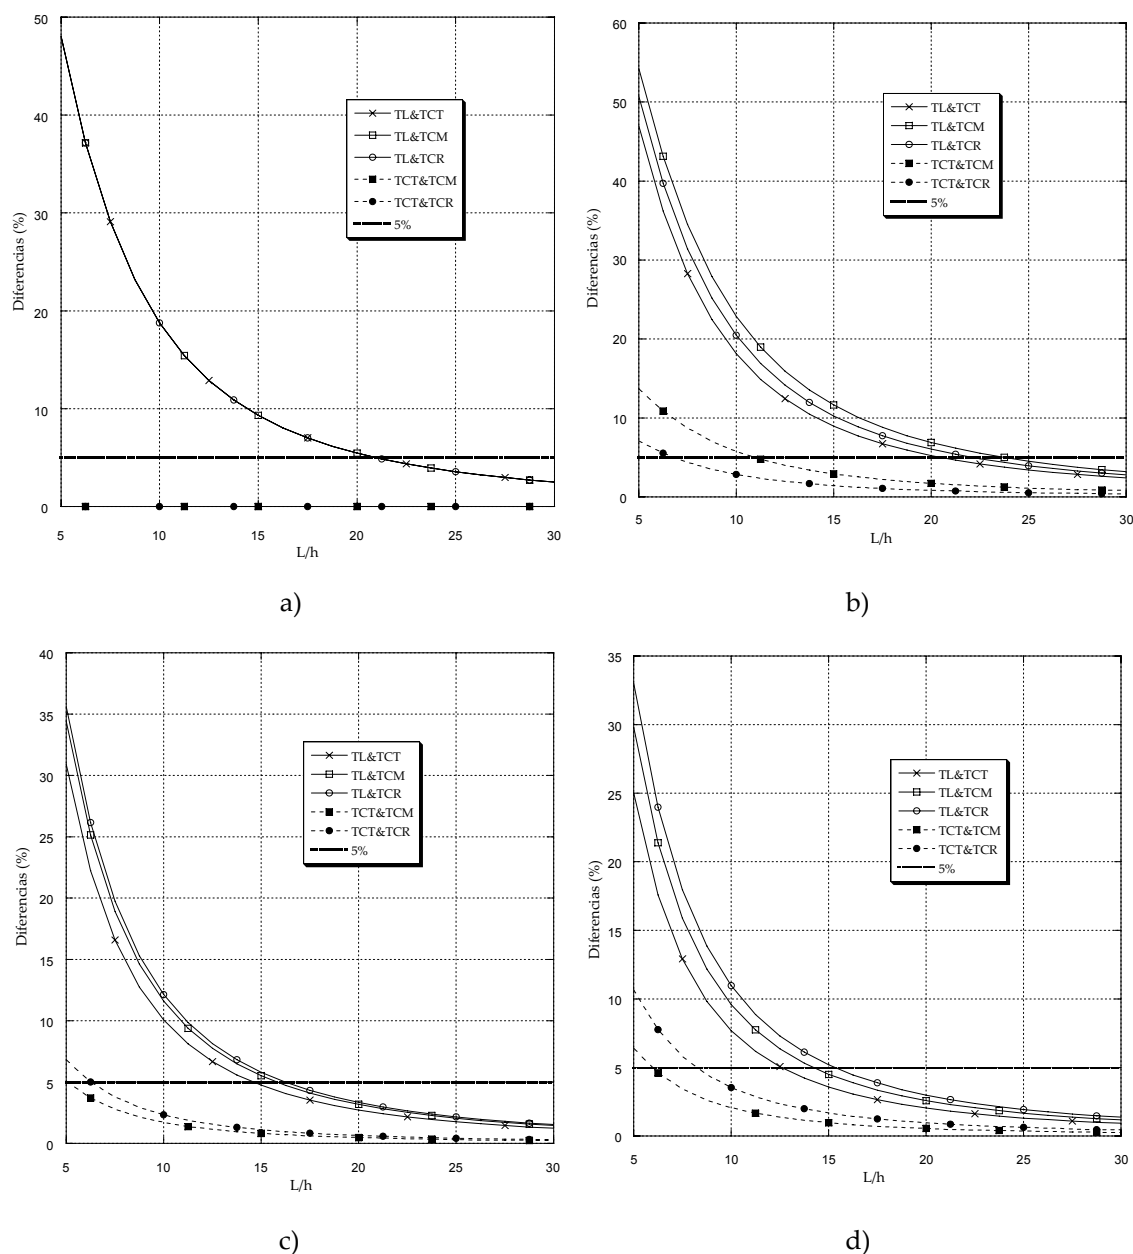 50
40
30
20
10
0
Diferencias (%)
TL&TCT
TL&TCM
TL&TCR
TCT&TCM
TCT&TCR
5%
5 10 15 20 25 30
L/h
a)
60
50
40
30
20
10
0
Diferencias (%)
TL&TCT
TL&TCM
TL&TCR
TCT&TCM
TCT&TCR
5%
5 10 15 20 25 30
L/h
b)
40
35
30
25
20
15
10
5
0
Diferencias (%)
TL&TCT
TL&TCM
TL&TCR
TCT&TCM
TCT&TCR
5%
5 10 15 20 25 30
L/h
c)
35
30
25
20
15
10
5
0
Diferencias (%)
TL&TCT
TL&TCM
TL&TCR
TCT&TCM
TCT&TCR
5%
5 10 15 20 25 30
L/h
d)